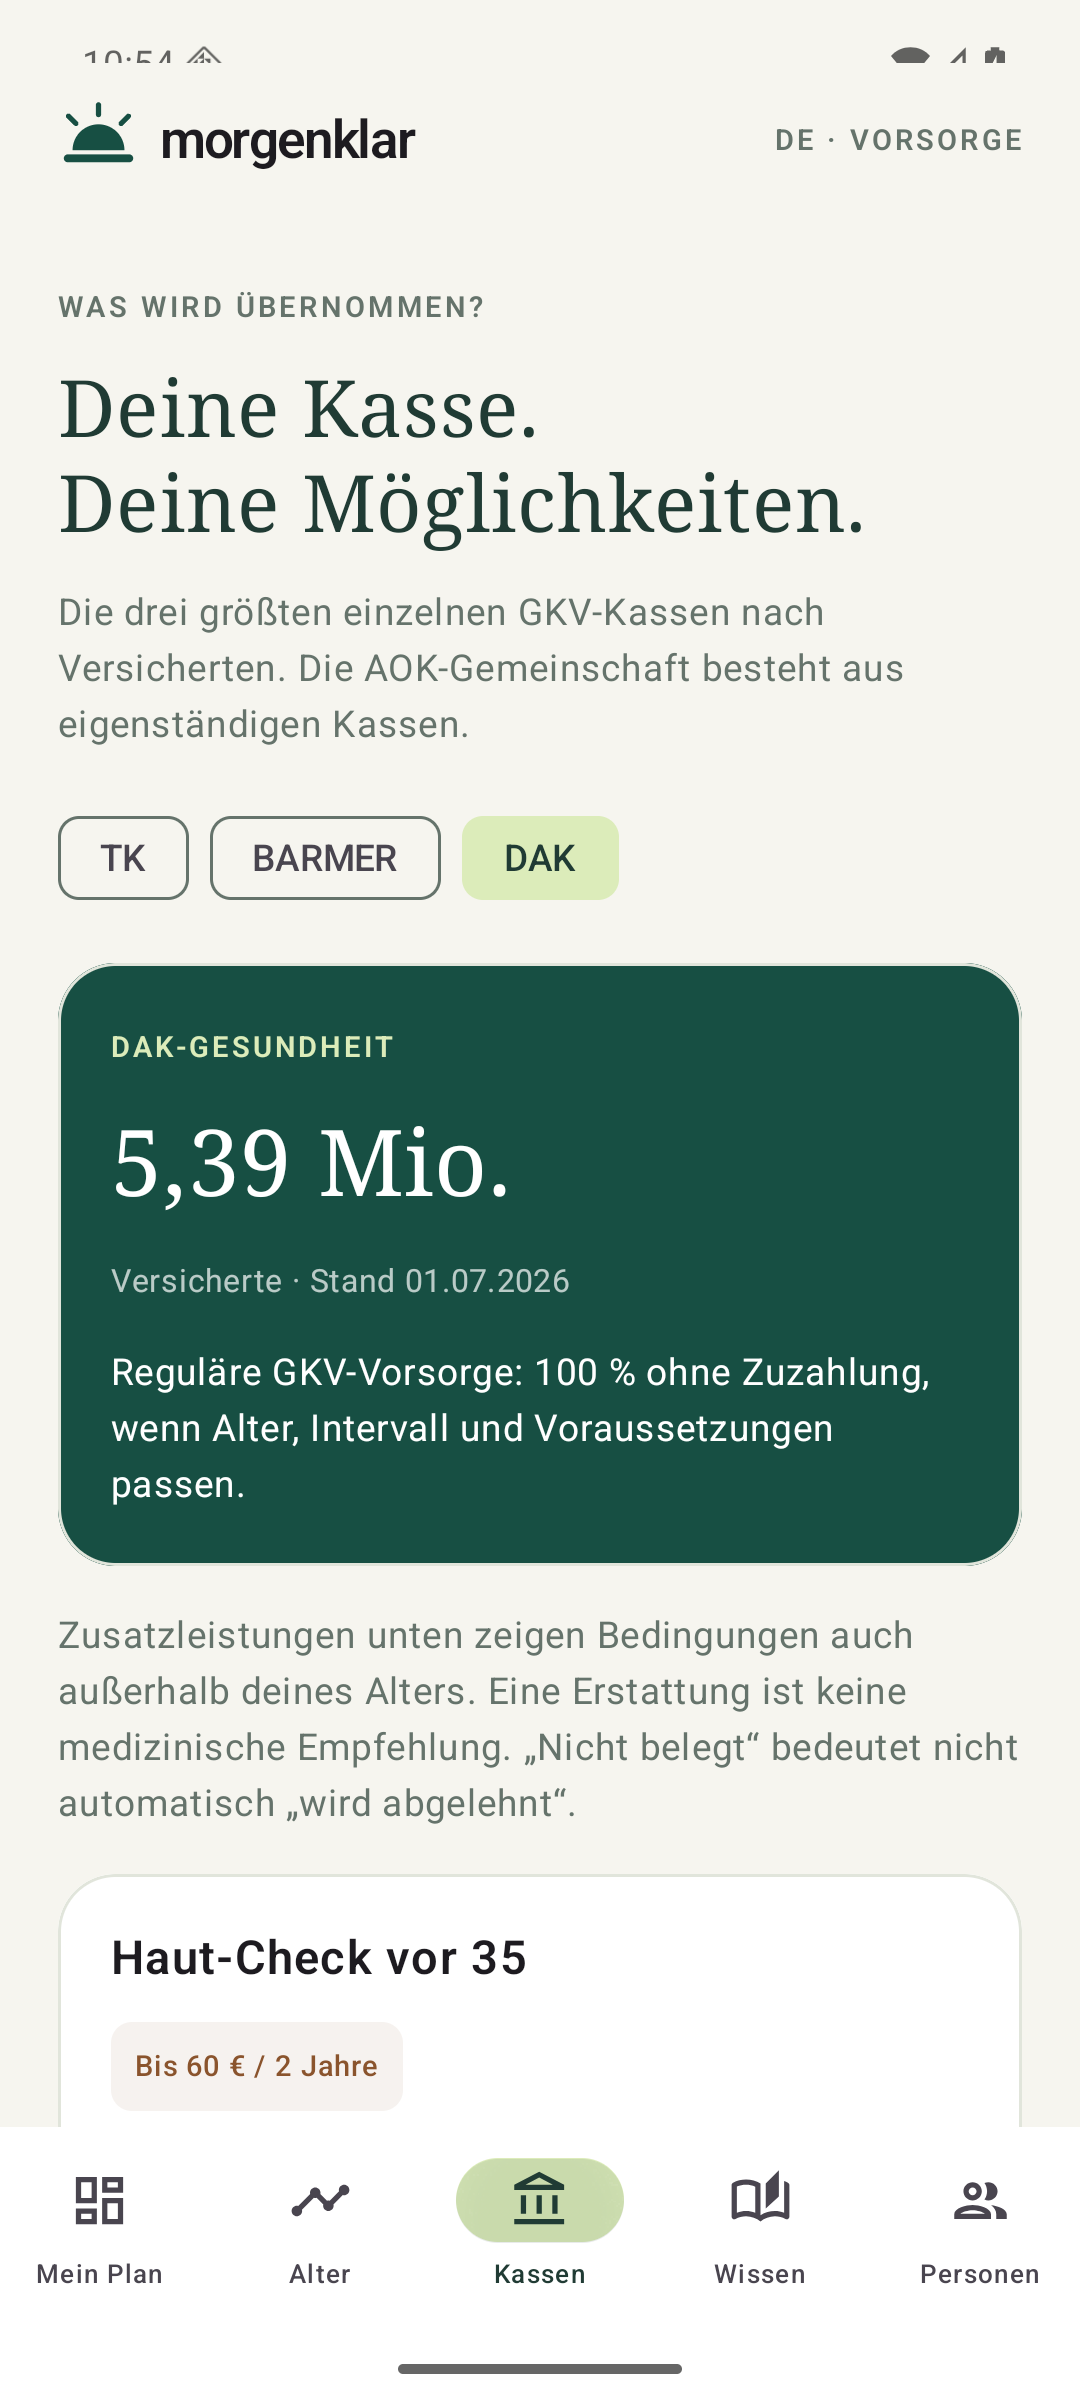 10:54
morgenklar
DE · VORSORGE
WAS WIRD ÜBERNOMMEN?
Deine Kasse.
Deine Möglichkeiten.
Die drei größten einzelnen GKV-Kassen nach
Versicherten. Die AOK-Gemeinschaft besteht aus
eigenständigen Kassen.
TK
BARMER
DAK
DAK-GESUNDHEIT
5,39 Mio.
Versicherte · Stand 01.07.2026
Reguläre GKV-Vorsorge: 100 % ohne Zuzahlung,
wenn Alter, Intervall und Voraussetzungen
passen.
Zusatzleistungen unten zeigen Bedingungen auch
außerhalb deines Alters. Eine Erstattung ist keine
medizinische Empfehlung. „Nicht belegt“ bedeutet nicht
automatisch „wird abgelehnt“.
Haut-Check vor 35
Bis 60 € / 2 Jahre
Mein Plan
Alter
Kassen
Wissen
Personen